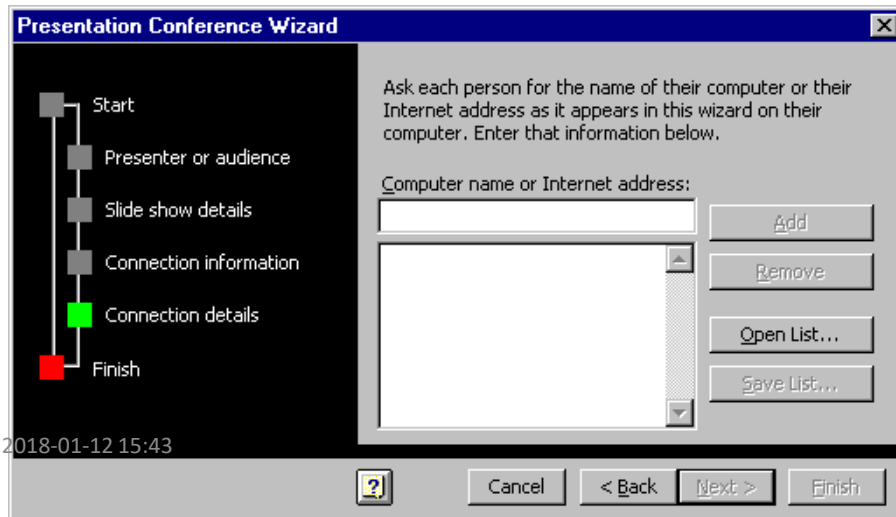 Presentation Conference Wizard
Start
Presenter or audience
Slide show details
Connection information
Connection details
Finish
Ask each person for the name of their computer or their
Internet address as it appears in this wizard on their
computer. Enter that information below.
Computer name or Internet address:
Add
Remove
Open List...
Save List...
2018-01-12 15:43
?
Cancel
< Back
Next >
Finish